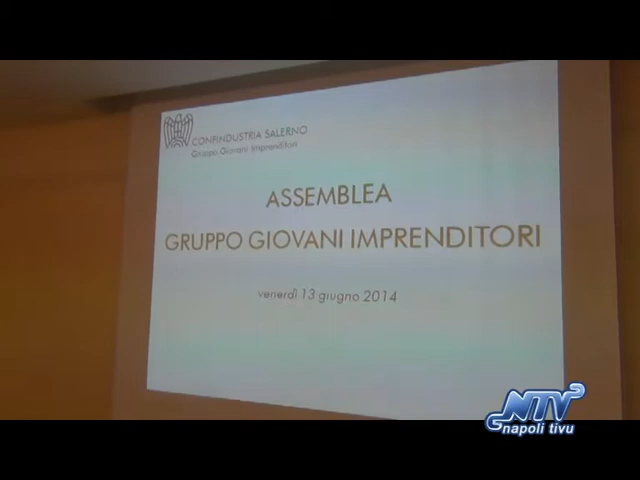 CONFINDUSTRIA SALERNO
Gruppo Giovani Imprenditori
ASSEMBLEA
GRUPPO GIOVANI IMPRENDITORI
venerdì 13 giugno 2014
NTV
napoli tivu